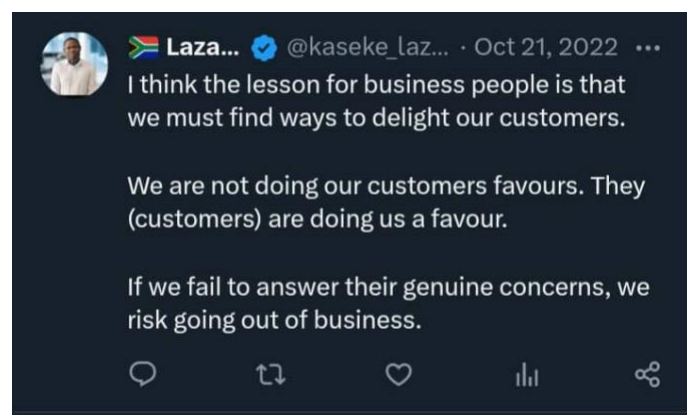 Laza... @kaseke_laz... · Oct 21, 2022
I think the lesson for business people is that
we must find ways to delight our customers.
We are not doing our customers favours. They
(customers) are doing us a favour.
If we fail to answer their genuine concerns, we
risk going out of business.